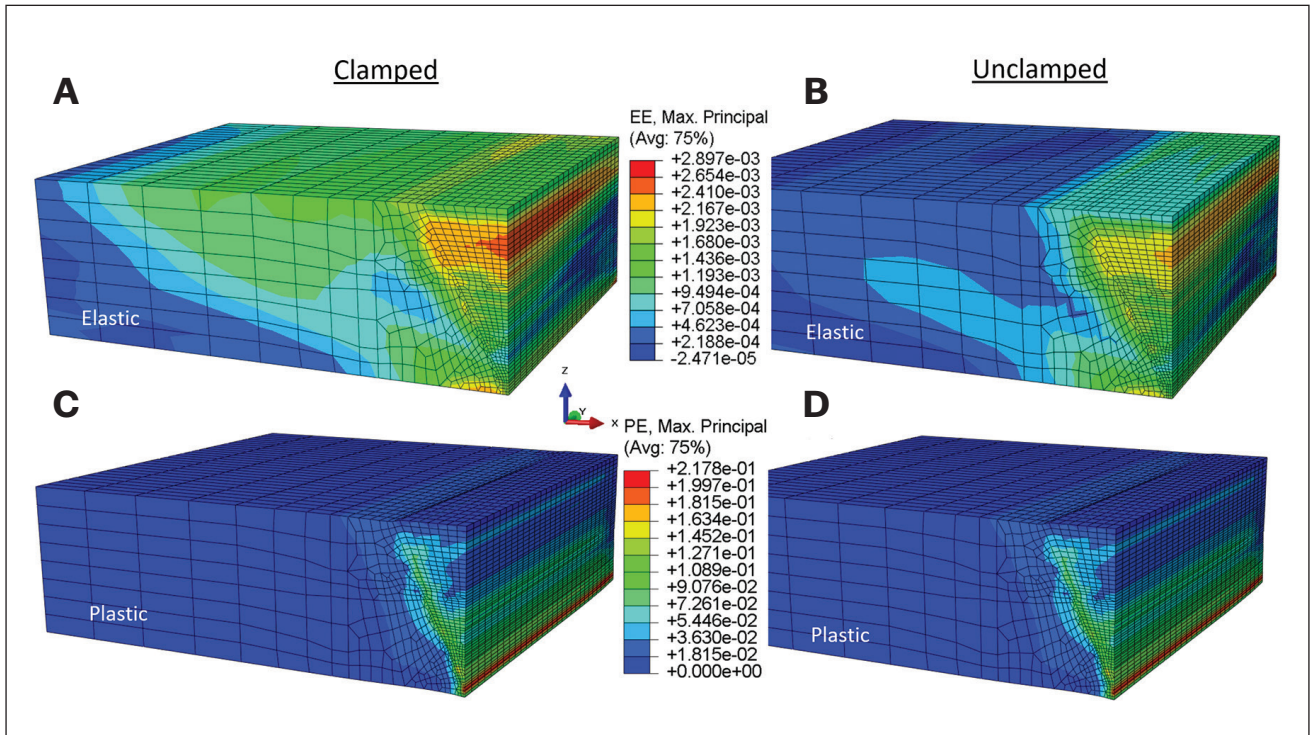 Clamped
Unclamped
A
B
EE, Max. Principal
(Avg: 75%)
+2.897e-03
+2.654e-03
+2.410e-03
+2.167e-03
+1.923e-03
+1.680e-03
+1.436e-03
+1.193e-03
+9.494e-04
+7.058e-04
+4.623e-04
+2.188e-04
-2.471e-05
Elastic
Elastic
Z
Y
X
C
D
PE, Max. Principal
(Avg: 75%)
+2.178e-01
+1.997e-01
+1.815e-01
+1.634e-01
+1.452e-01
+1.271e-01
+1.089e-01
+9.076e-02
+7.261e-02
+5.446e-02
+3.630e-02
+1.815e-02
+0.000e+00
Plastic
Plastic